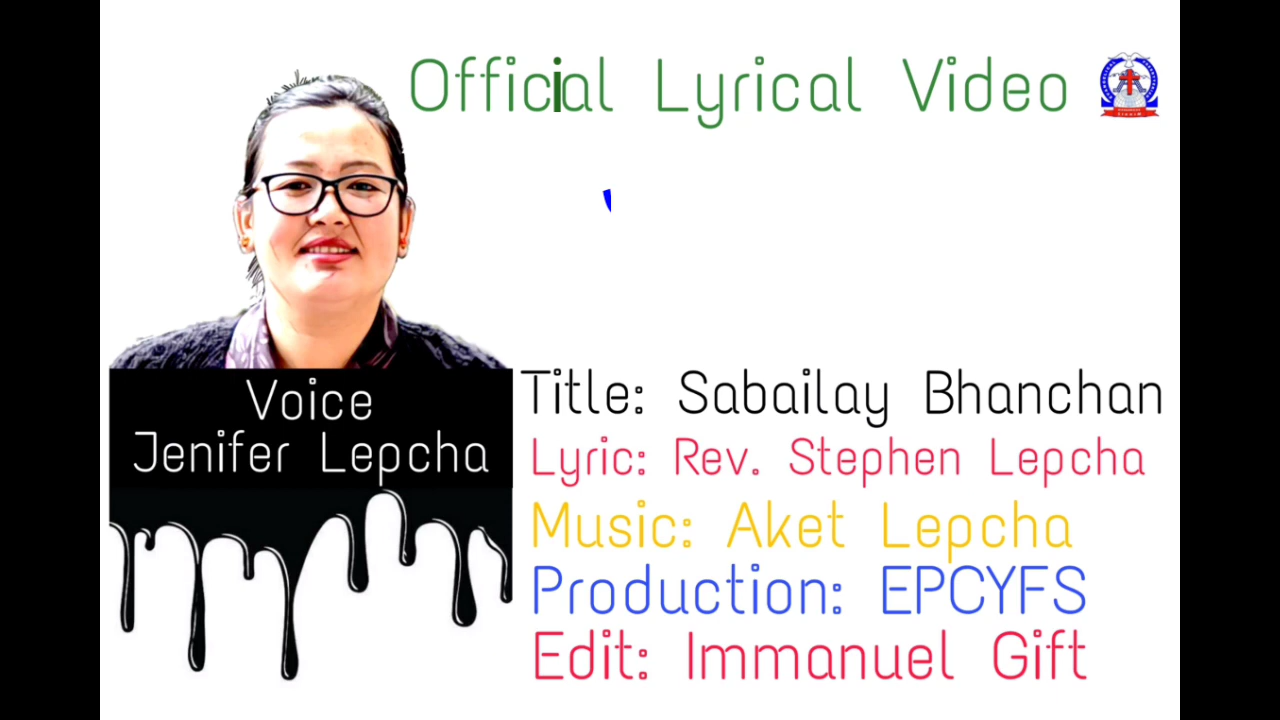 Official Lyrical Video
Voice
Jenifer Lepcha
Title: Sabailay Bhanchan
Lyric: Rev. Stephen Lepcha
Music: Aket Lepcha
Production: EPCYFS
Edit: Immanuel Gift